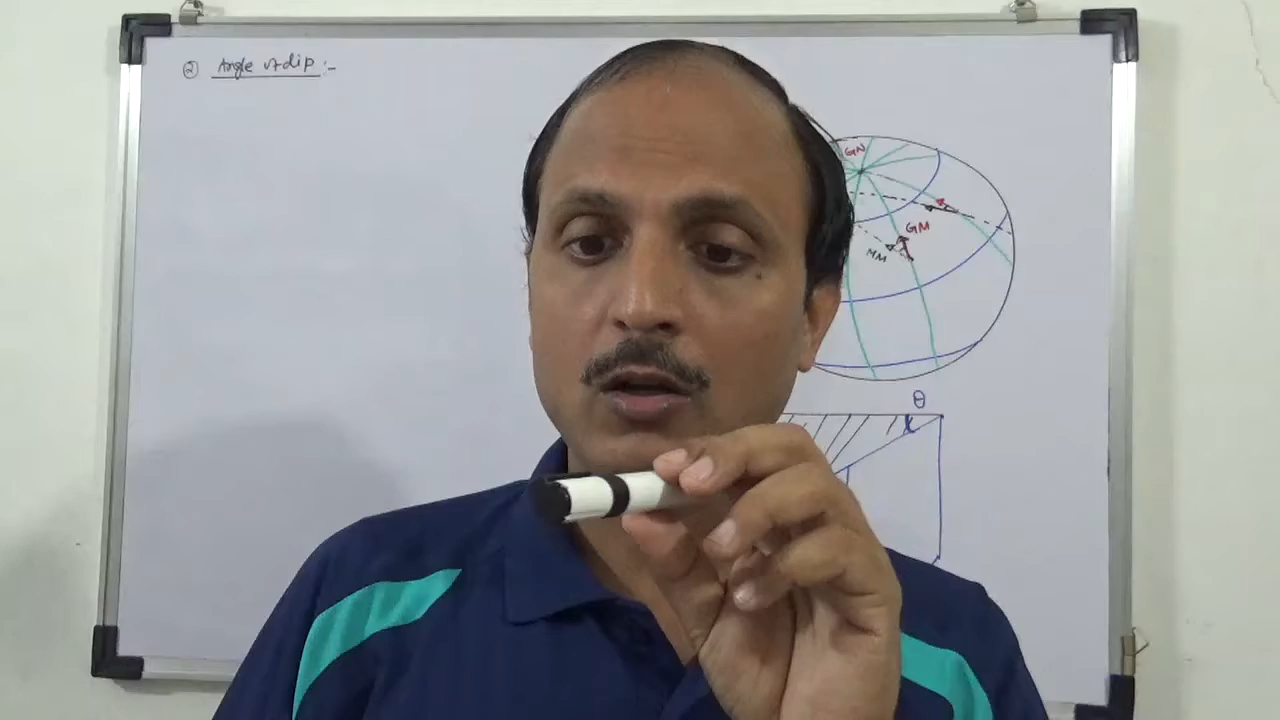 ② Angle of dip :-
GN
GM
MM
θ